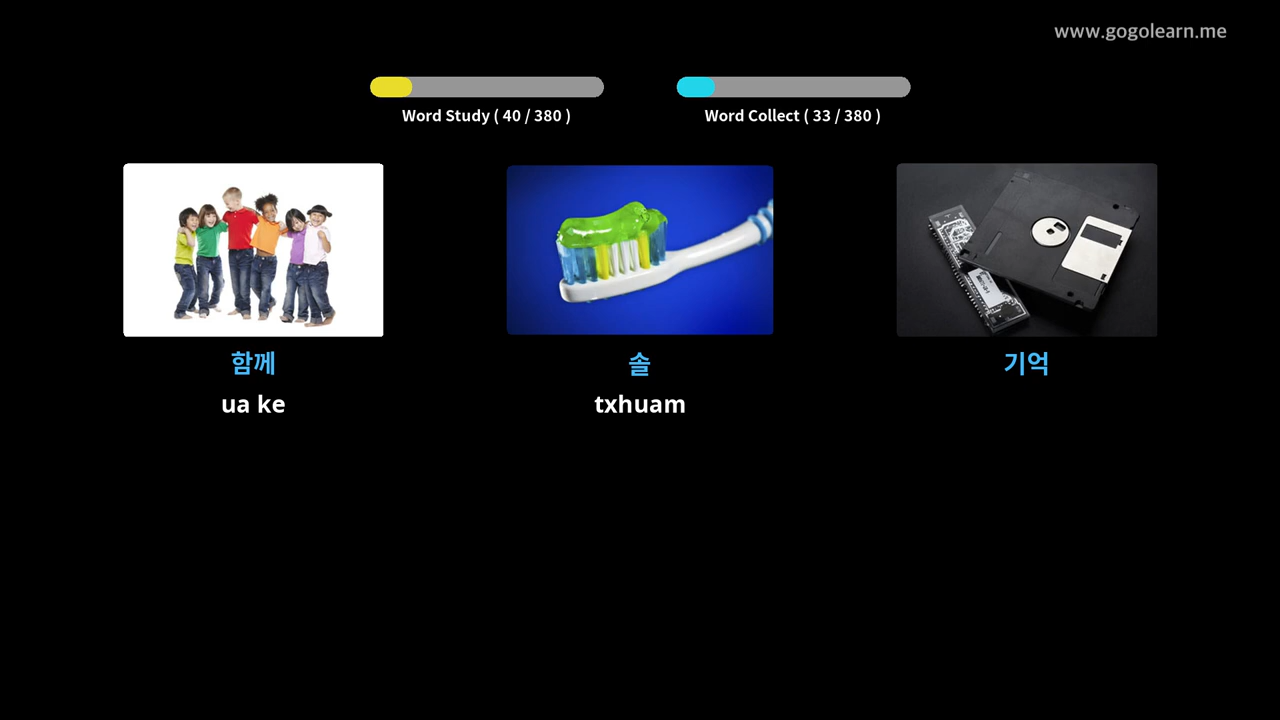 www.gogolearn.me
Word Study ( 40 / 380 )
Word Collect ( 33 / 380 )
함께
솔
기억
ua ke
txhuam